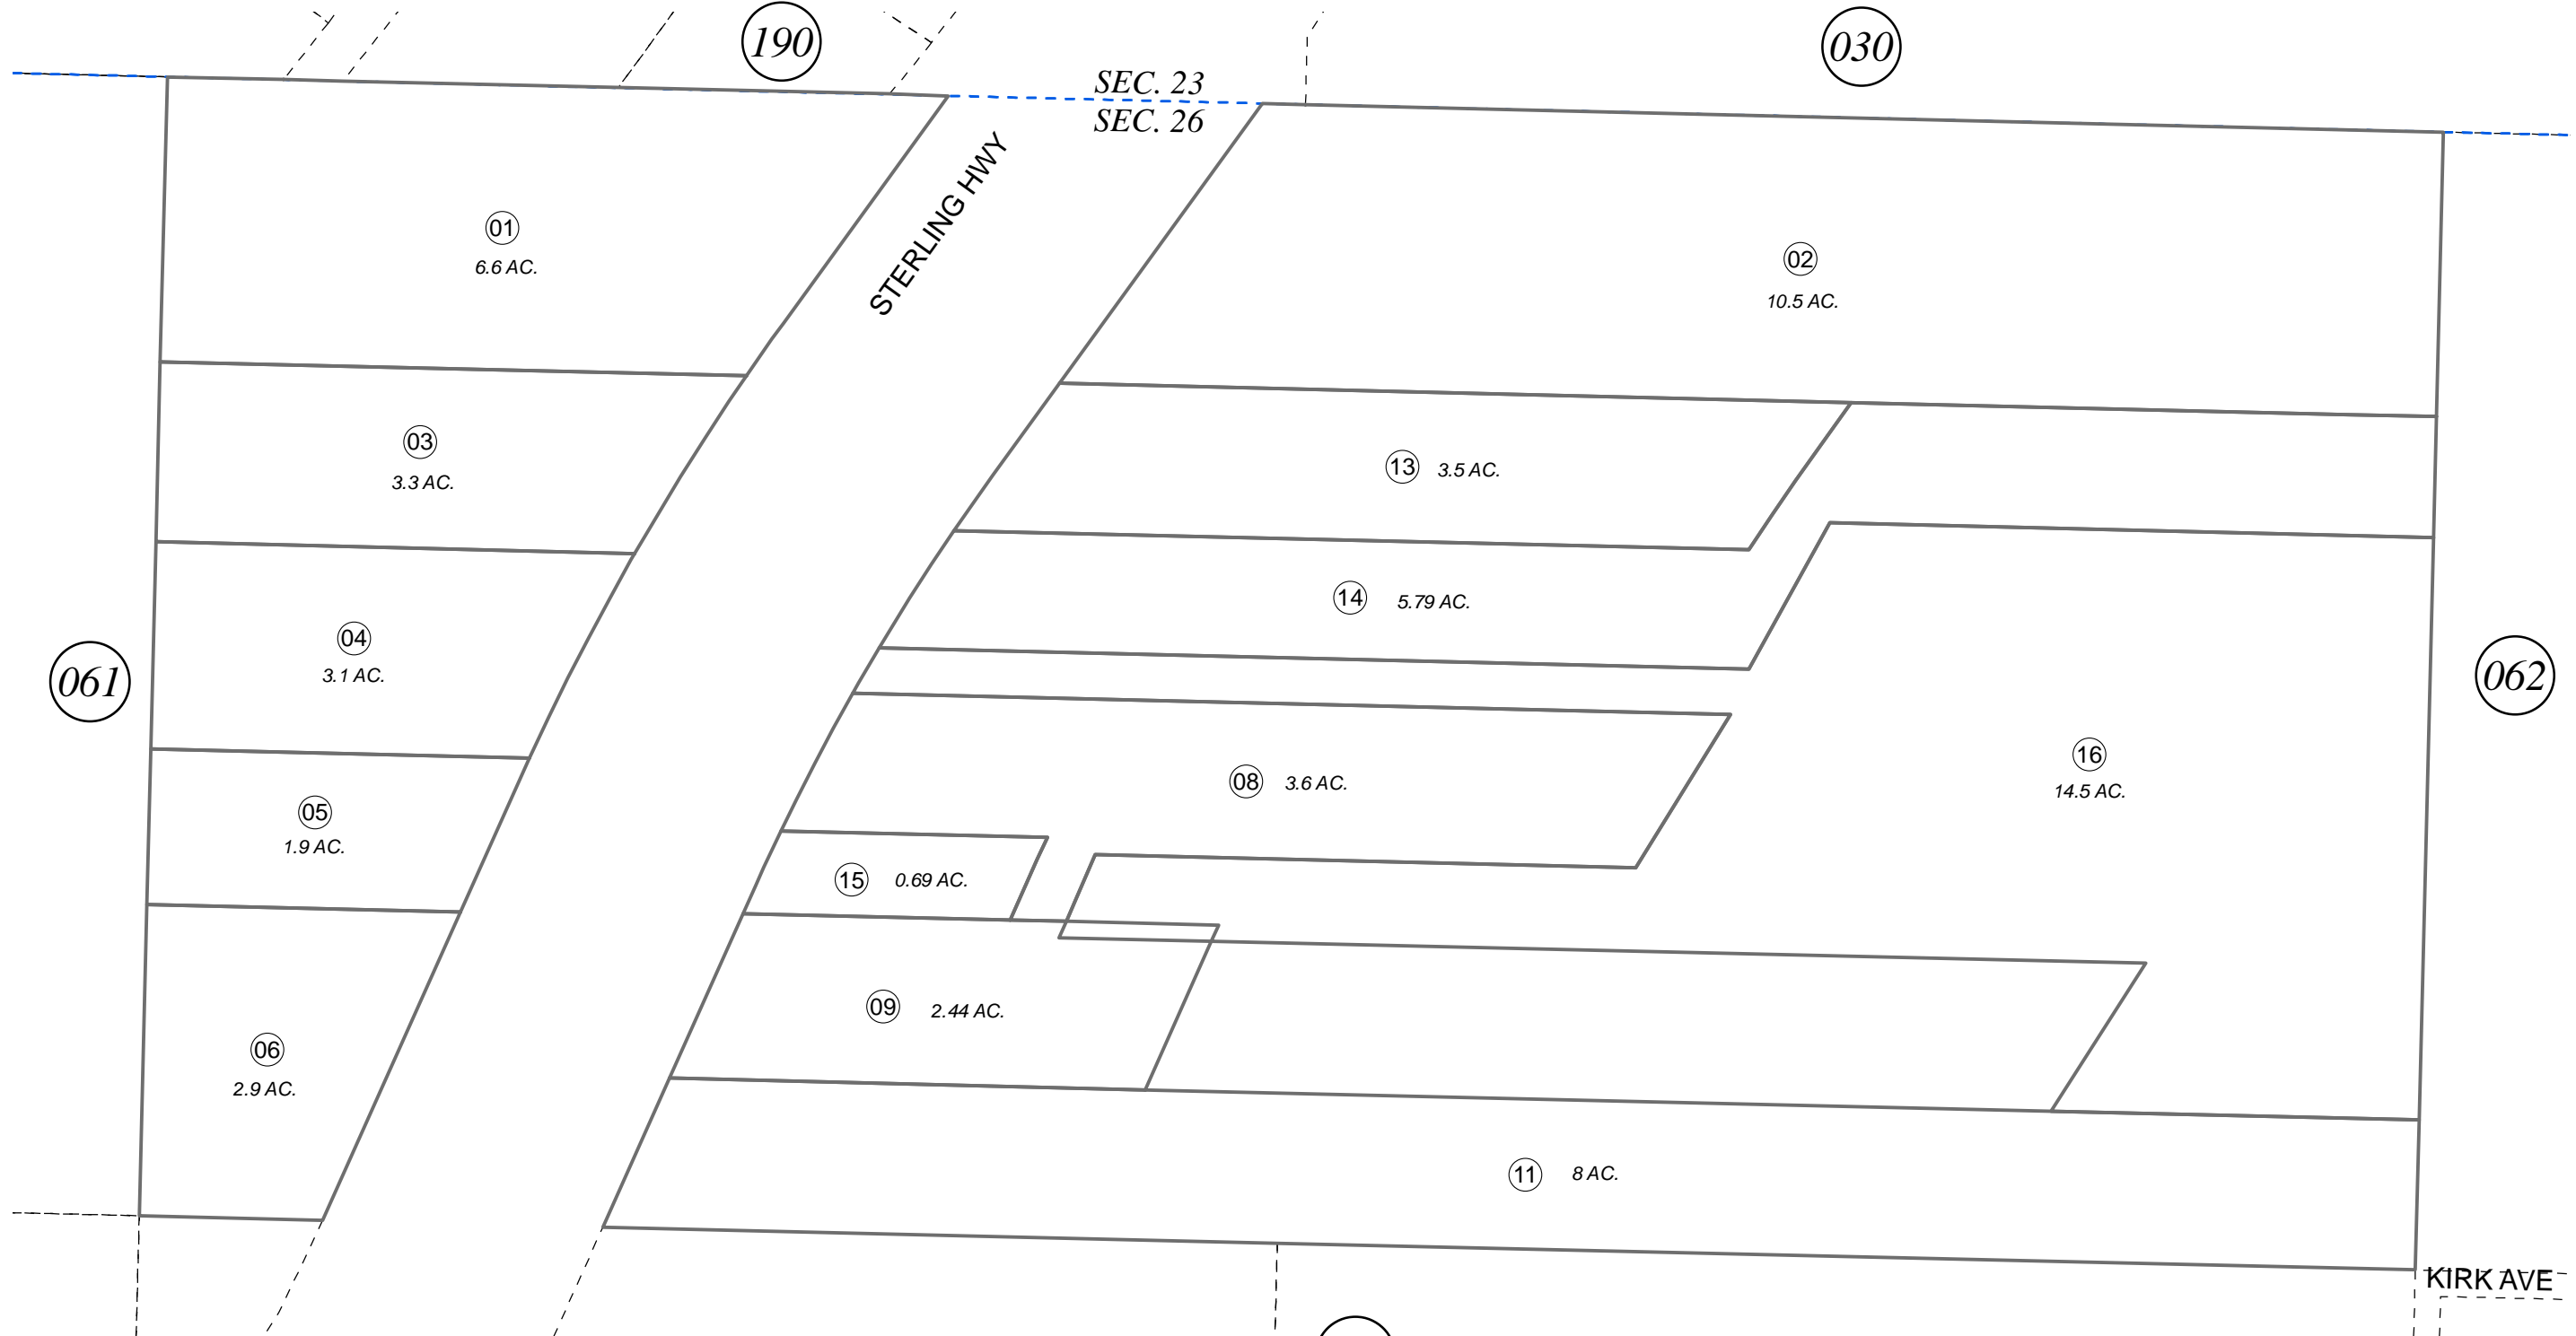 190
030
SEC. 23
SEC. 26
STERLING HWY
01
6.6 AC.
02
10.5 AC.
03
3.3 AC.
13 3.5 AC.
14 5.79 AC.
04
3.1 AC.
061
062
08 3.6 AC.
16
14.5 AC.
05
1.9 AC.
15 0.69 AC.
09 2.44 AC.
06
2.9 AC.
11 8 AC.
KIRK AVE